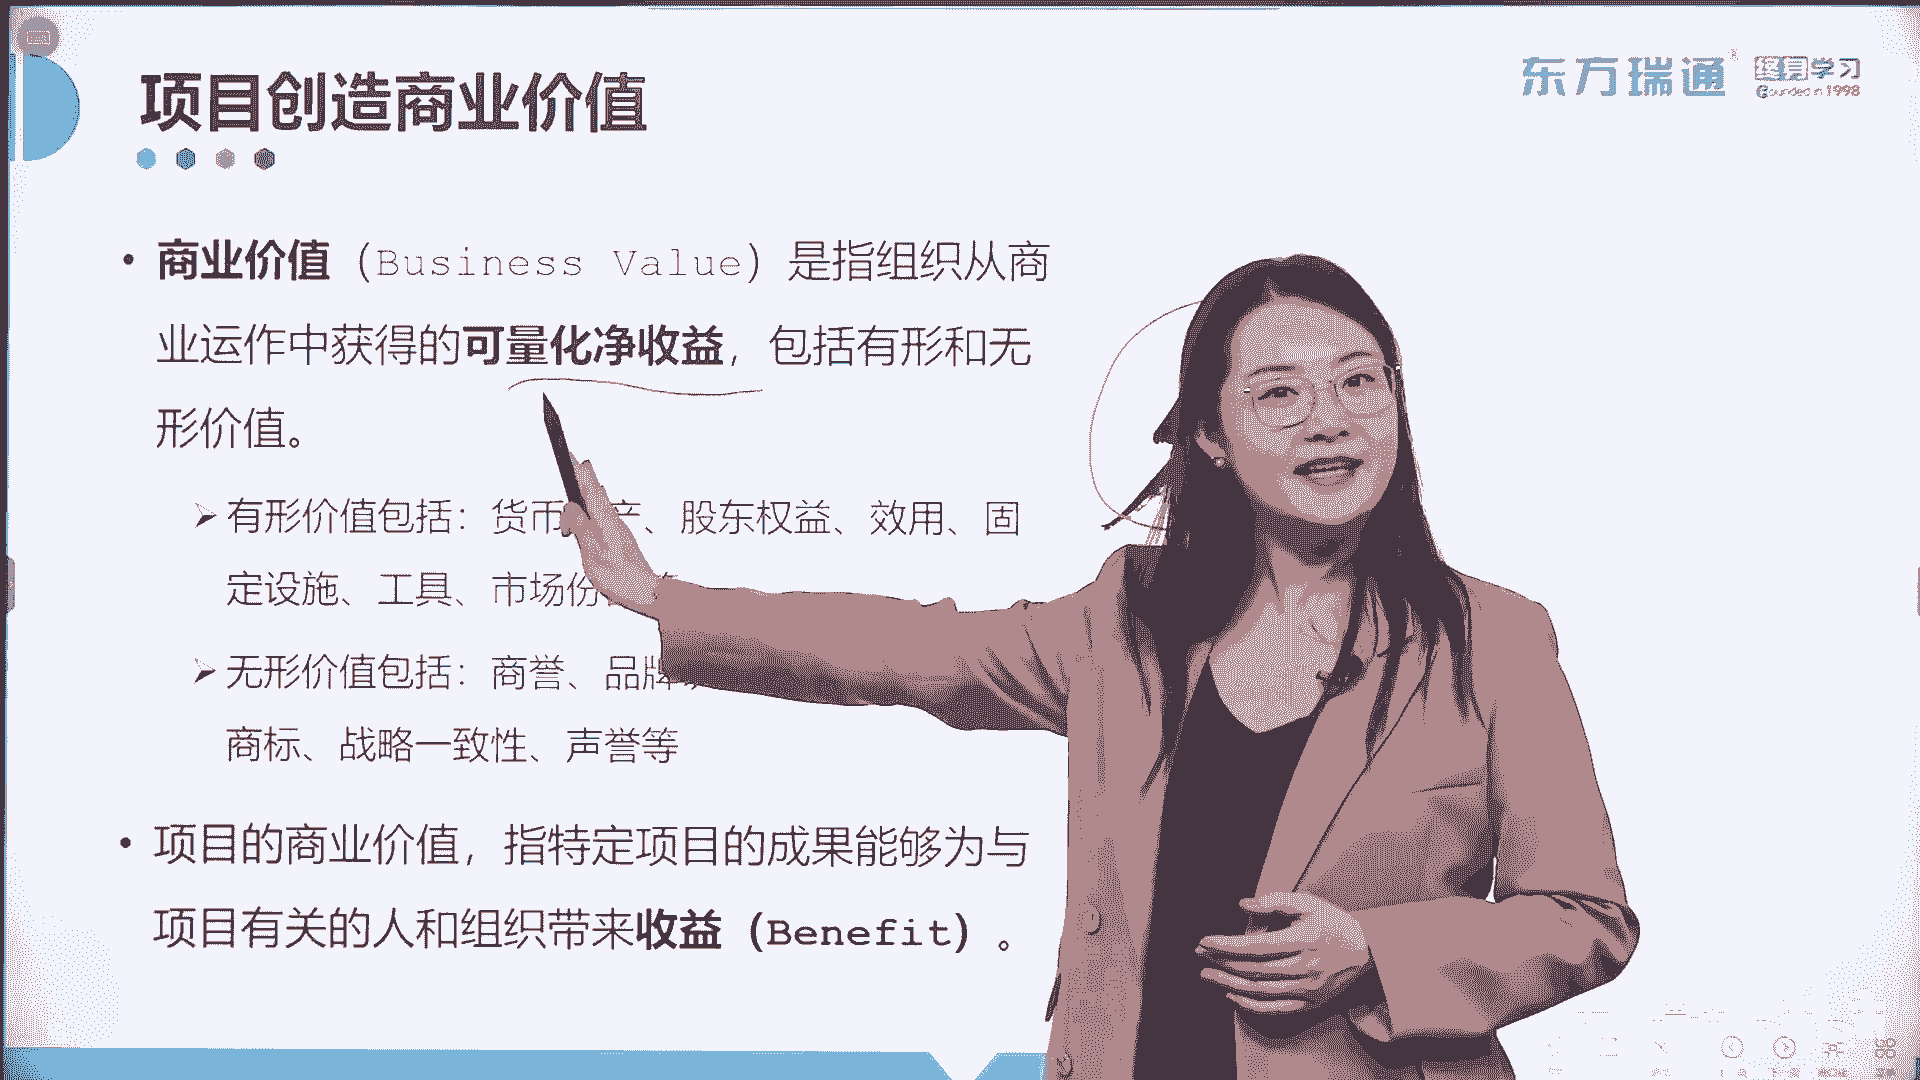 项目创造商业价值
东方瑞通
终身学习
Founded in 1998
• 商业价值（Business Value）是指组织从商
业运作中获得的可量化净收益，包括有形和无
形价值。
➢ 有形价值包括：货币 产、股东权益、效用、固
定设施、工具、市场份
➢ 无形价值包括：商誉、品牌
商标、战略一致性、声誉等
• 项目的商业价值，指特定项目的成果能够为与
项目有关的人和组织带来收益（Benefit）。